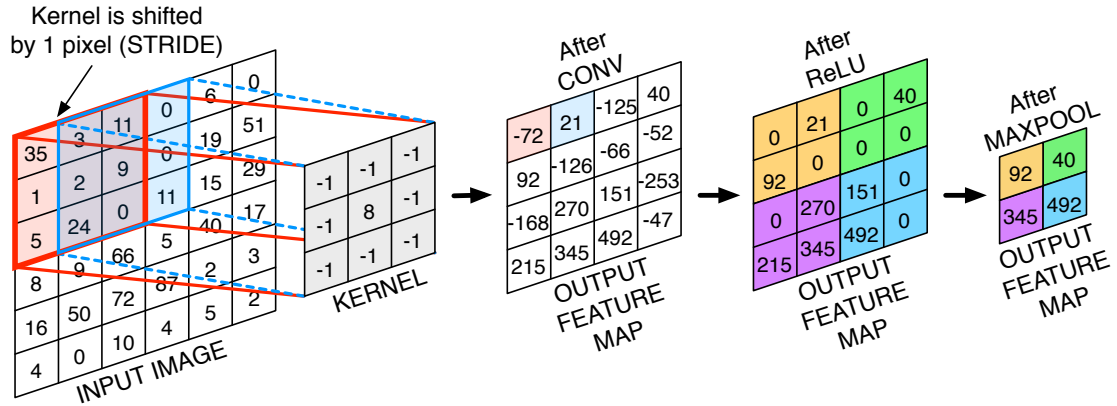 Kernel is shifted
by 1 pixel (STRIDE)
35 3 11 0 6 0
1 2 9 0 19 51
5 24 0 11 15 29
8 9 66 5 40 17
16 50 72 87 2 3
4 0 10 4 5 2
INPUT IMAGE
-1 -1 -1
-1 8 -1
-1 -1 -1
KERNEL
After
CONV
-72 21 -125 40
92 -126 -66 -52
-168 270 151 -253
215 345 492 -47
OUTPUT
FEATURE
MAP
After
ReLU
0 21 0 40
92 0 0 0
0 270 151 0
215 345 492 0
OUTPUT
FEATURE
MAP
After
MAXPOOL
92 40
345 492
OUTPUT
FEATURE
MAP